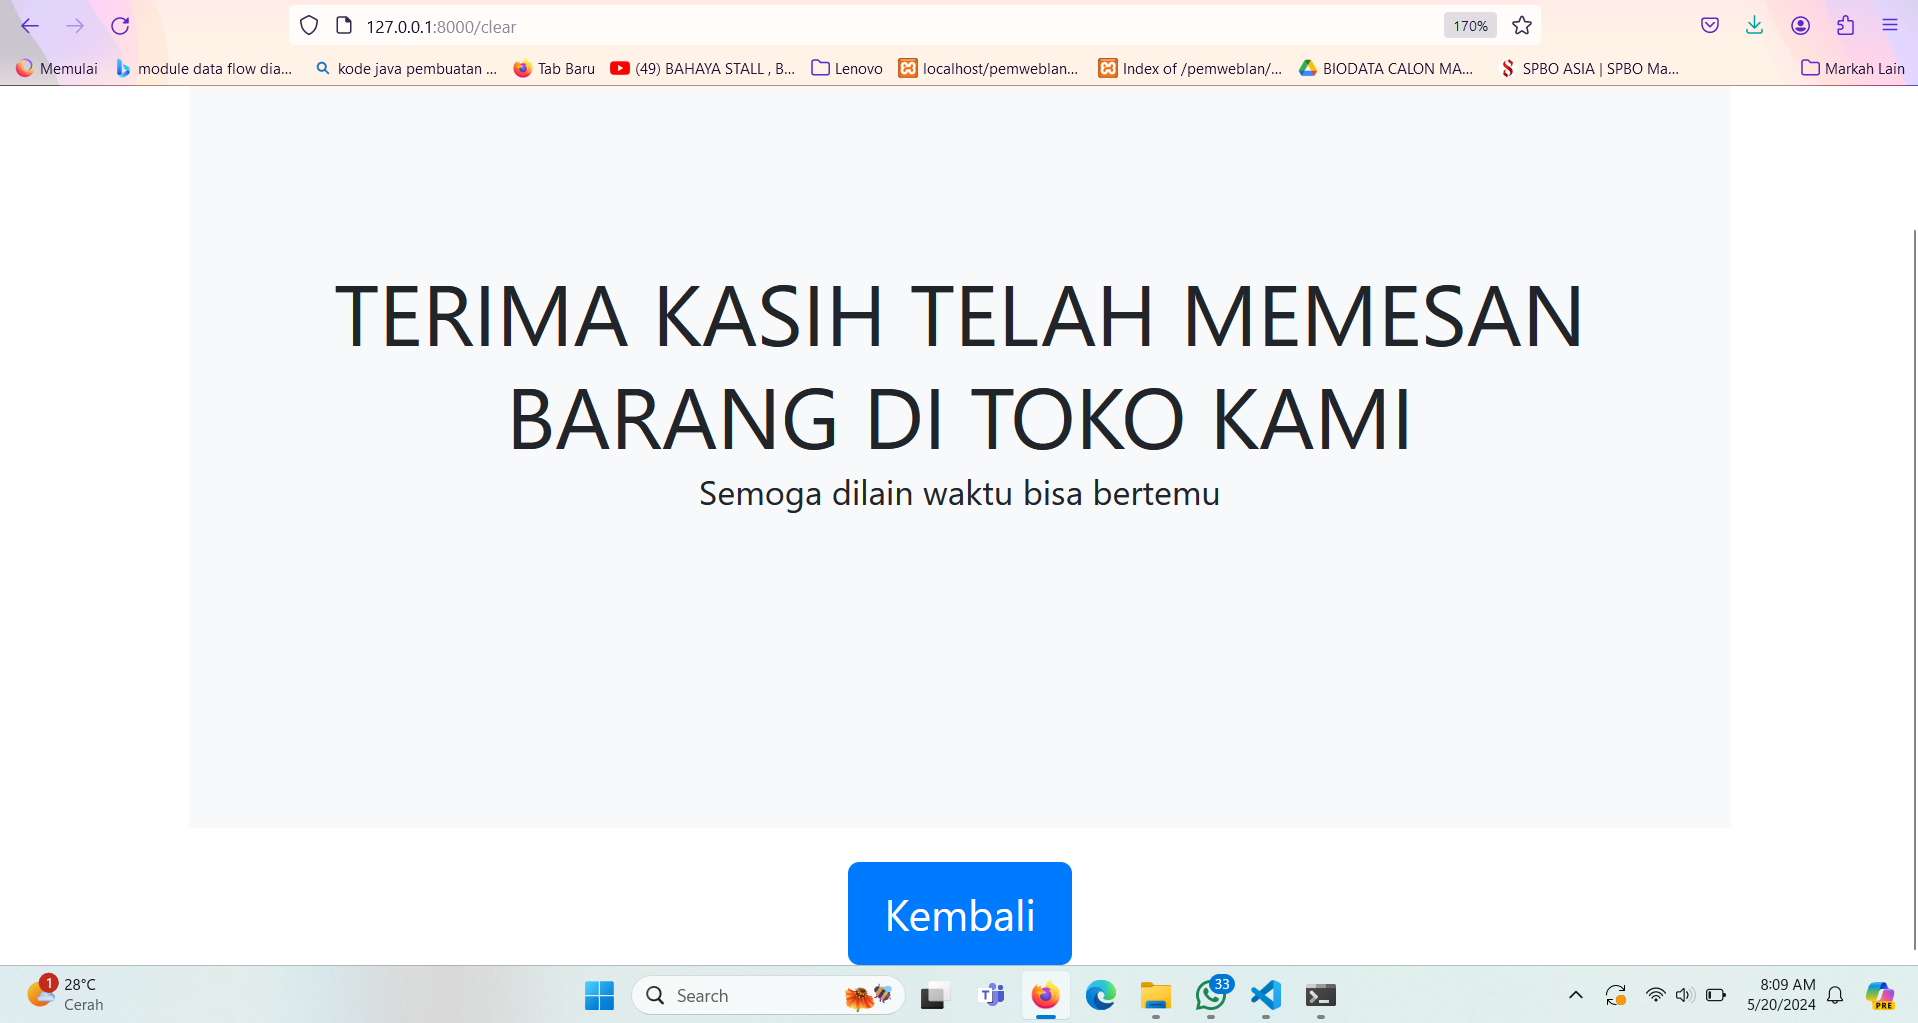 127.0.0.1:8000/clear
170%
Memulai
module data flow dia...
kode java pembuatan ...
Tab Baru
(49) BAHAYA STALL , B...
Lenovo
localhost/pemweblan...
Index of /pemweblan/...
BIODATA CALON MA...
SPBO ASIA | SPBO Ma...
Markah Lain
TERIMA KASIH TELAH MEMESAN
BARANG DI TOKO KAMI
Semoga dilain waktu bisa bertemu
Kembali
1
28°C
Cerah
Search
33
8:09 AM
5/20/2024
PRE